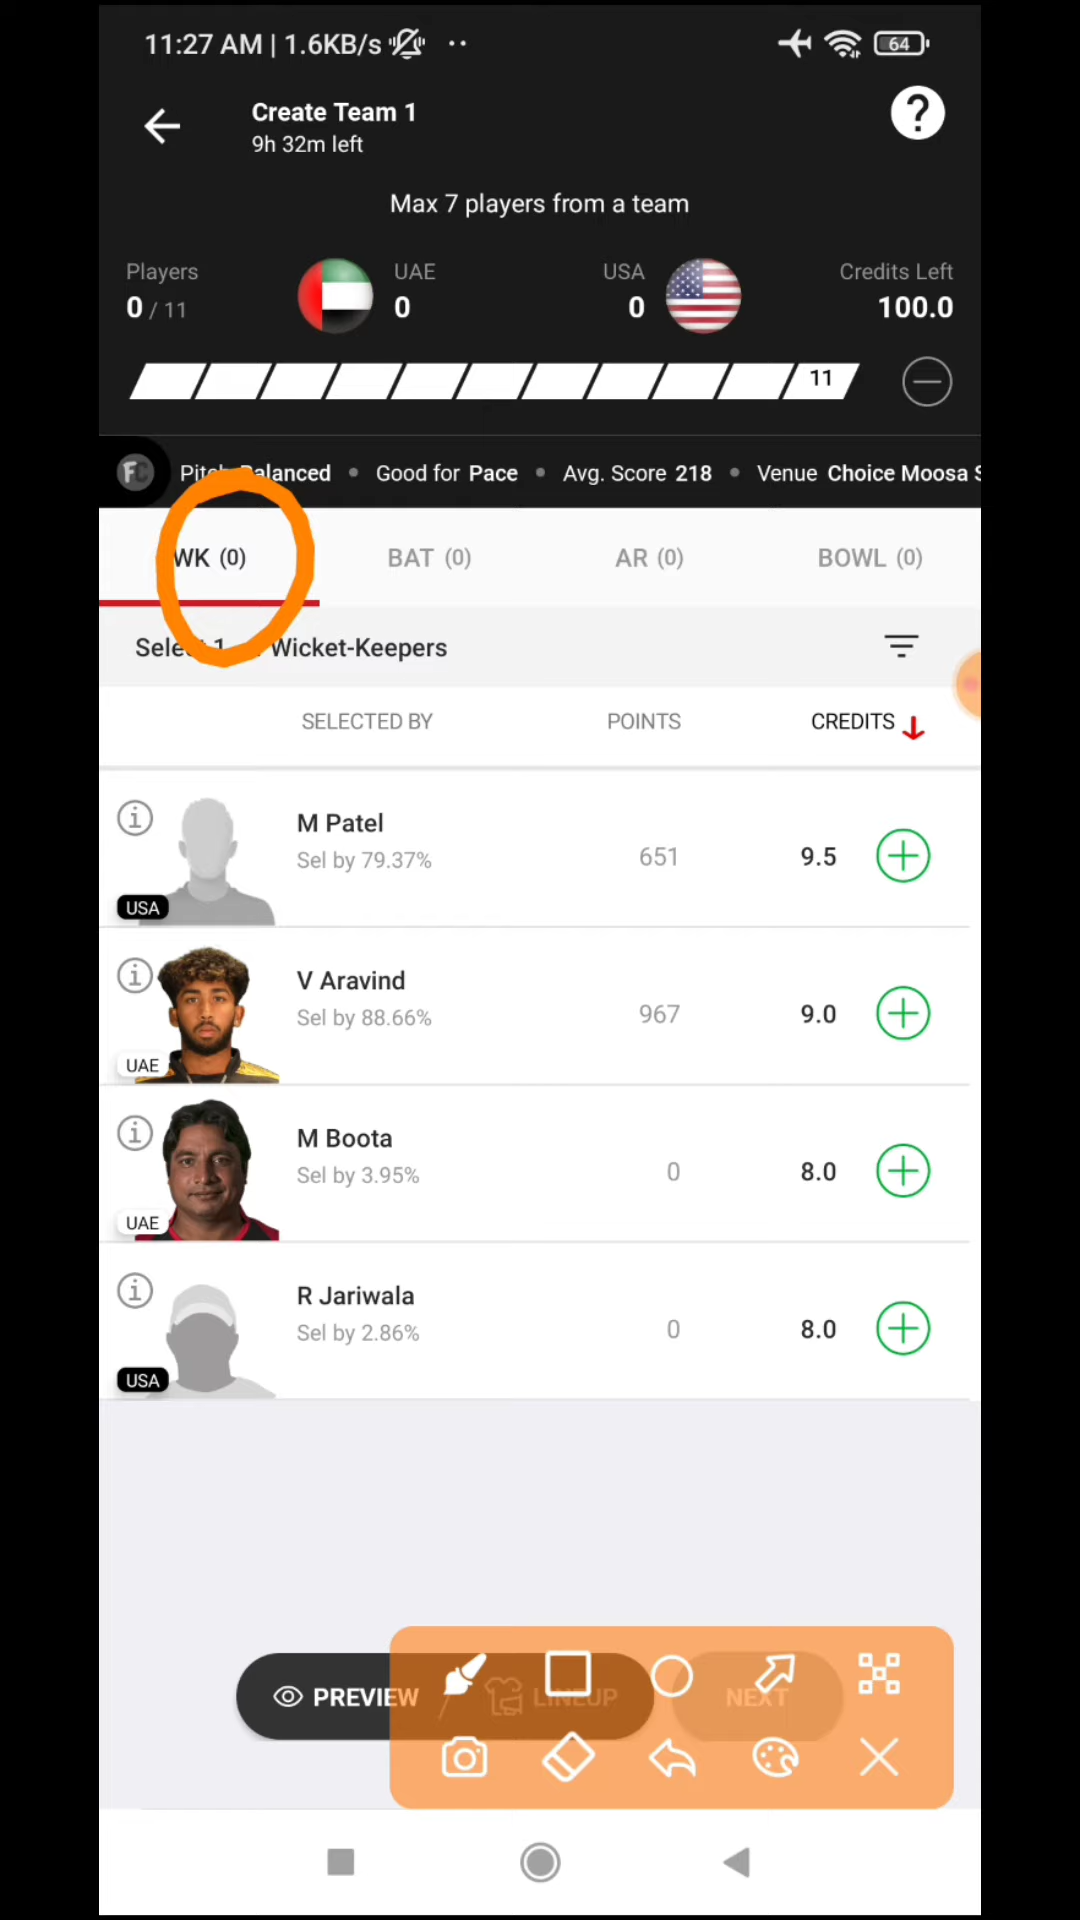 11:27 AM | 1.6KB/s
64
Create Team 1
9h 32m left
?
Max 7 players from a team
Players
0 / 11
UAE
0
USA
0
Credits Left
100.0
11
FC Balanced • Good for Pace • Avg. Score 218 • Venue Choice Moosa S
WK (0) BAT (0) AR (0) BOWL (0)
Wicket-Keepers
SELECTED BY POINTS CREDITS
M Patel
Sel by 79.37%
651 9.5
USA
V Aravind
Sel by 88.66%
967 9.0
UAE
M Boota
Sel by 3.95%
0 8.0
UAE
R Jariwala
Sel by 2.86%
0 8.0
USA
PREVIEW LINEUP NEXT